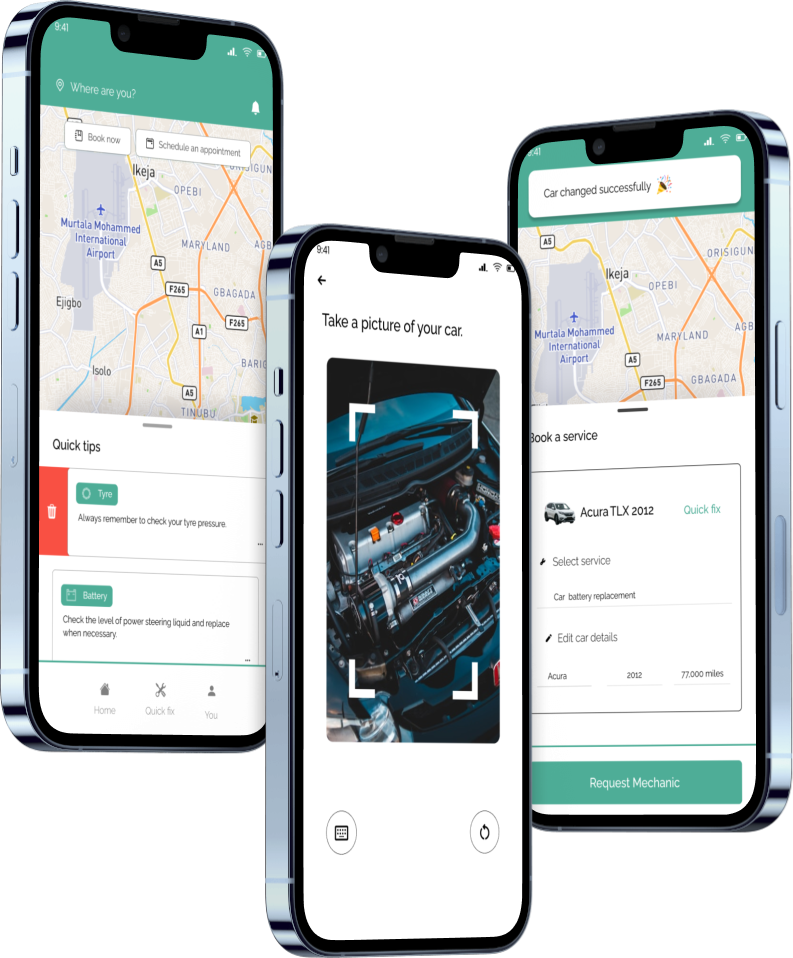 9:41
Where are you?
Book now
Schedule an appointment
Ikeja
ORISIGUN
OPEBI
Murtala Mohammed
International
Airport
MARYLAND
AGB
A5
F265
GBAGADA
Ejigbo
A1
F265
Isolo
BARIG
A5
TINUBU
Quick tips
Tyre
Always remember to check your tyre pressure.
...
Battery
Check the level of power steering liquid and replace
when necessary.
...
Home
Quick fix
You
9:41
Take a picture of your car.
9:41
Car changed successfully
A5
ORISIGUN
Ikeja
OPEBI
Murtala Mohammed
International
Airport
MARYLAND
AGB
A5
F265
GBAGADA
Book a service
Acura TLX 2012
Quick fix
Select service
Car battery replacement
Edit car details
Acura
2012
77,000 miles
Request Mechanic